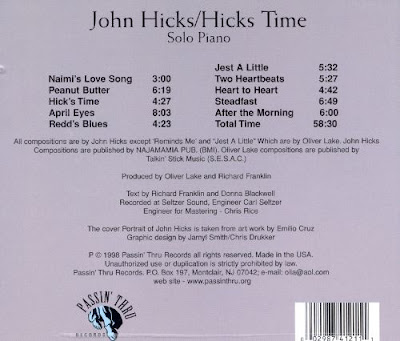 John Hicks/Hicks Time
Solo Piano
Naimi's Love Song 3:00
Peanut Butter 6:19
Hick's Time 4:27
April Eyes 8:03
Redd's Blues 4:23
Jest A Little 5:32
Two Heartbeats 5:27
Heart to Heart 4:42
Steadfast 6:49
After the Morning 6:00
Total Time 58:30
All compositions are by John Hicks except 'Reminds Me' and "Jest A Little" Which are by Oliver Lake. John Hicks
Compositions are published by NAJAMAMIA PUB. (BMI). Oliver Lake compositions are published by
Talkin' Stick Music (S.E.S.A.C.)
Produced by Oliver Lake and Richard Franklin
Text by Richard Franklin and Donna Blackwell
Recorded at Seltzer Sound, Engineer Carl Seltzer
Engineer for Mastering - Chris Rice
The cover Portrait of John Hicks is taken from art work by Emilio Cruz
Graphic design by Jamyl Smith/Chris Drukker
P © 1998 Passin' Thru Records all rights reserved. Made in the USA.
Unauthorized use or duplication is strictly prohibited by law.
Passin' Thru Records. P.O. Box 197, Montclair, NJ 07042; e-mail: olla@aol.com
web site - www.passinthru.org
PASSIN' THRU
RECORDS
6 02987 41211 1